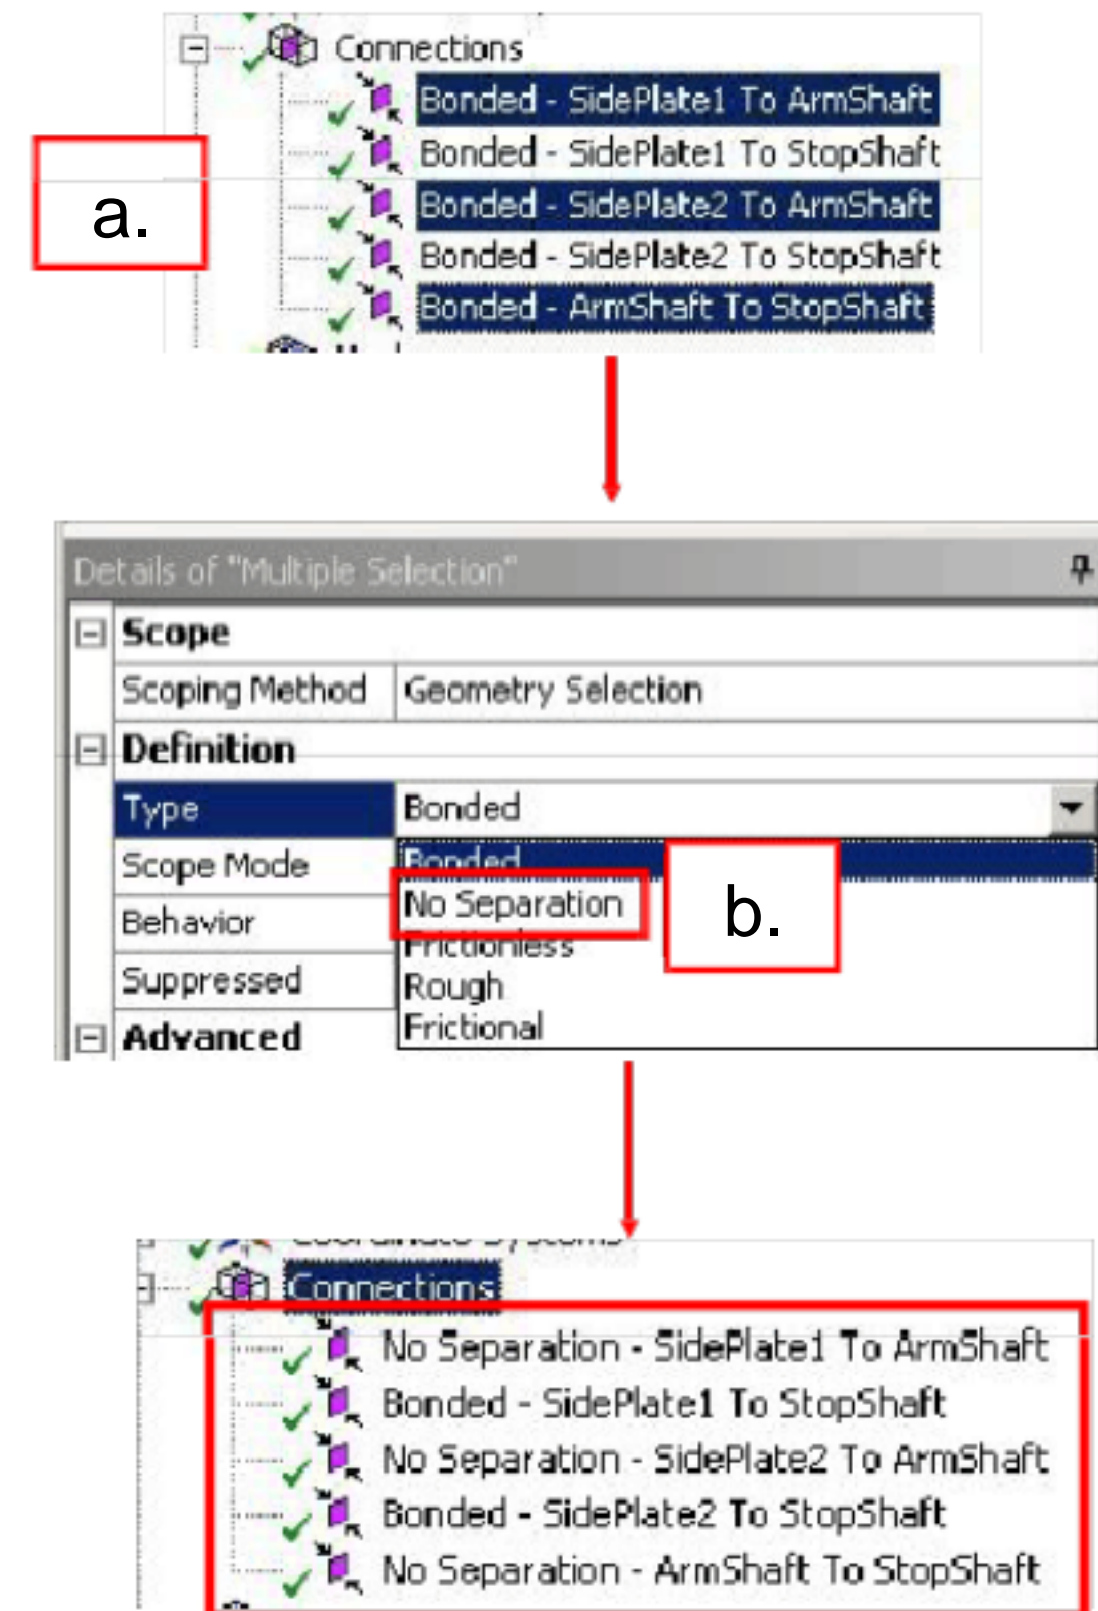 Connections
Bonded - SidePlate1 To ArmShaft
Bonded - SidePlate1 To StopShaft
a.
Bonded - SidePlate2 To ArmShaft
Bonded - SidePlate2 To StopShaft
Bonded - ArmShaft To StopShaft
Details of "Multiple Selection"
Scope
Scoping Method Geometry Selection
Definition
Type Bonded
Scope Mode Bonded
No Separation
b.
Behavior
Frictionless
Suppressed Rough
Advanced Frictional
Coordinate Systems
Connections
No Separation - SidePlate1 To ArmShaft
Bonded - SidePlate1 To StopShaft
No Separation - SidePlate2 To ArmShaft
Bonded - SidePlate2 To StopShaft
No Separation - ArmShaft To StopShaft